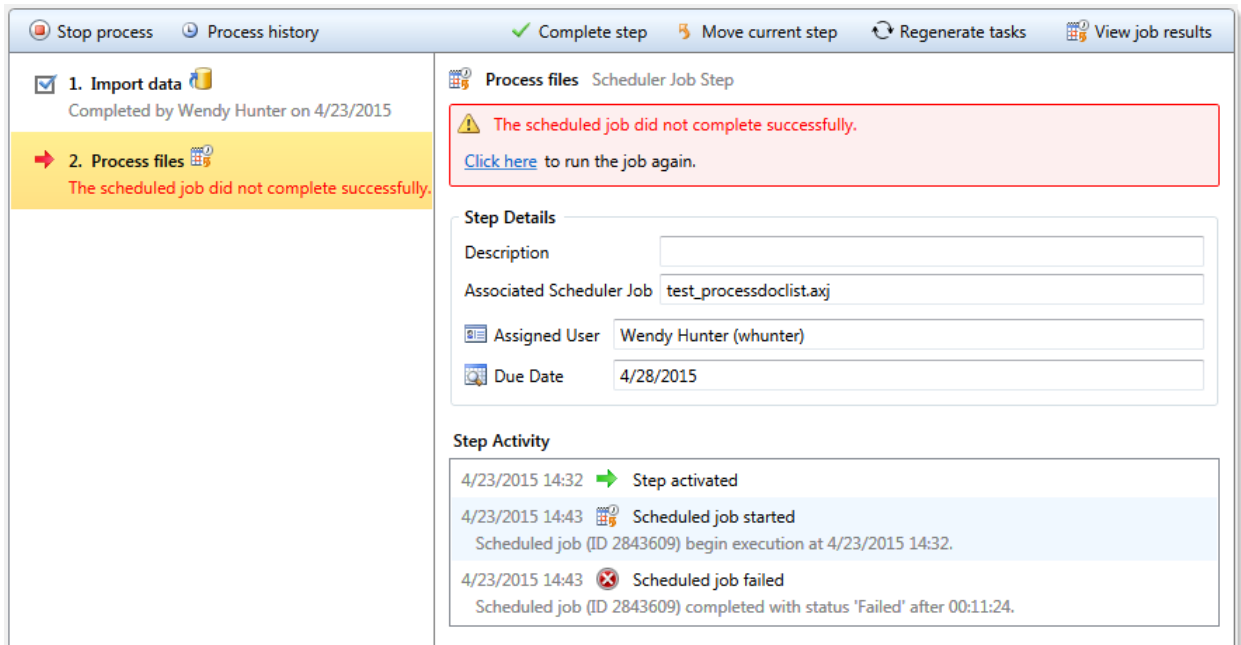 Stop process Process history Complete step Move current step Regenerate tasks View job results
1. Import data
Completed by Wendy Hunter on 4/23/2015
2. Process files
The scheduled job did not complete successfully.
Process files Scheduler Job Step
The scheduled job did not complete successfully.
Click here to run the job again.
Step Details
Description
Associated Scheduler Job test_processdoclist.axj
Assigned User Wendy Hunter (whunter)
Due Date 4/28/2015
Step Activity
4/23/2015 14:32 Step activated
4/23/2015 14:43 Scheduled job started
Scheduled job (ID 2843609) begin execution at 4/23/2015 14:32.
4/23/2015 14:43 Scheduled job failed
Scheduled job (ID 2843609) completed with status 'Failed' after 00:11:24.